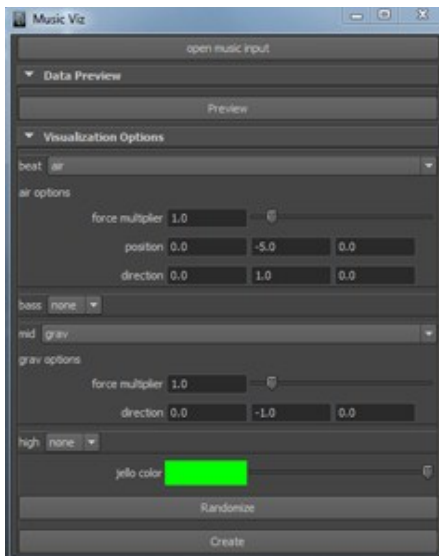 Music Viz
open music input
Data Preview
Preview
Visualization Options
beat air
air options
force multiplier 1.0
position 0.0 -5.0 0.0
direction 0.0 1.0 0.0
bass none
mid grav
grav options
force multiplier 1.0
direction 0.0 -1.0 0.0
high none
jello color
Randomize
Create